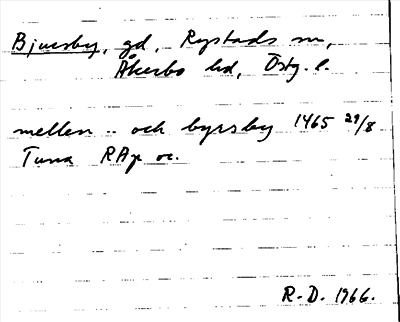 Bjursby, gd, Rystads sn,
Åkerbo hd, Östg. l.
mellen .. och byrsby 1465 29/8
Tuna RAp or.
R.D. 1966.